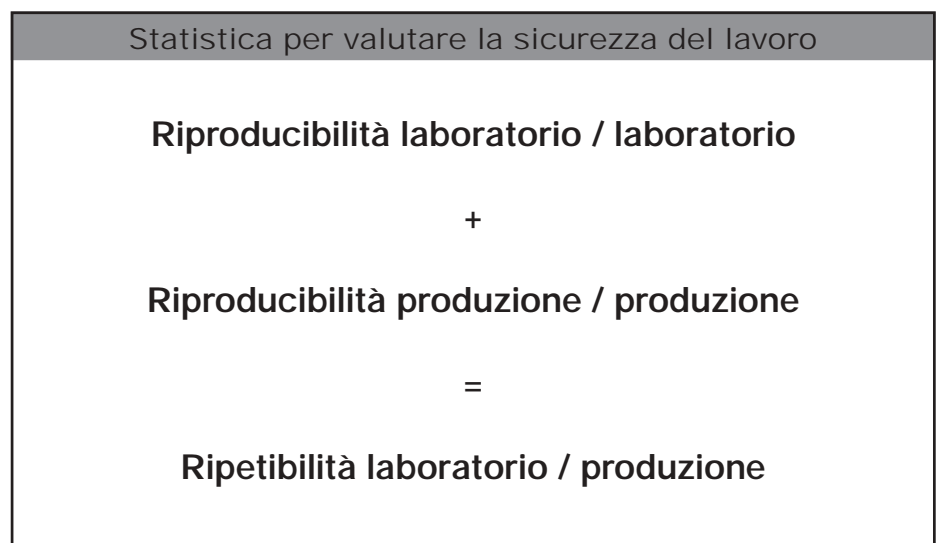 Statistica per valutare la sicurezza del lavoro
Riproducibilità laboratorio / laboratorio
+
Riproducibilità produzione / produzione
=
Ripetibilità laboratorio / produzione